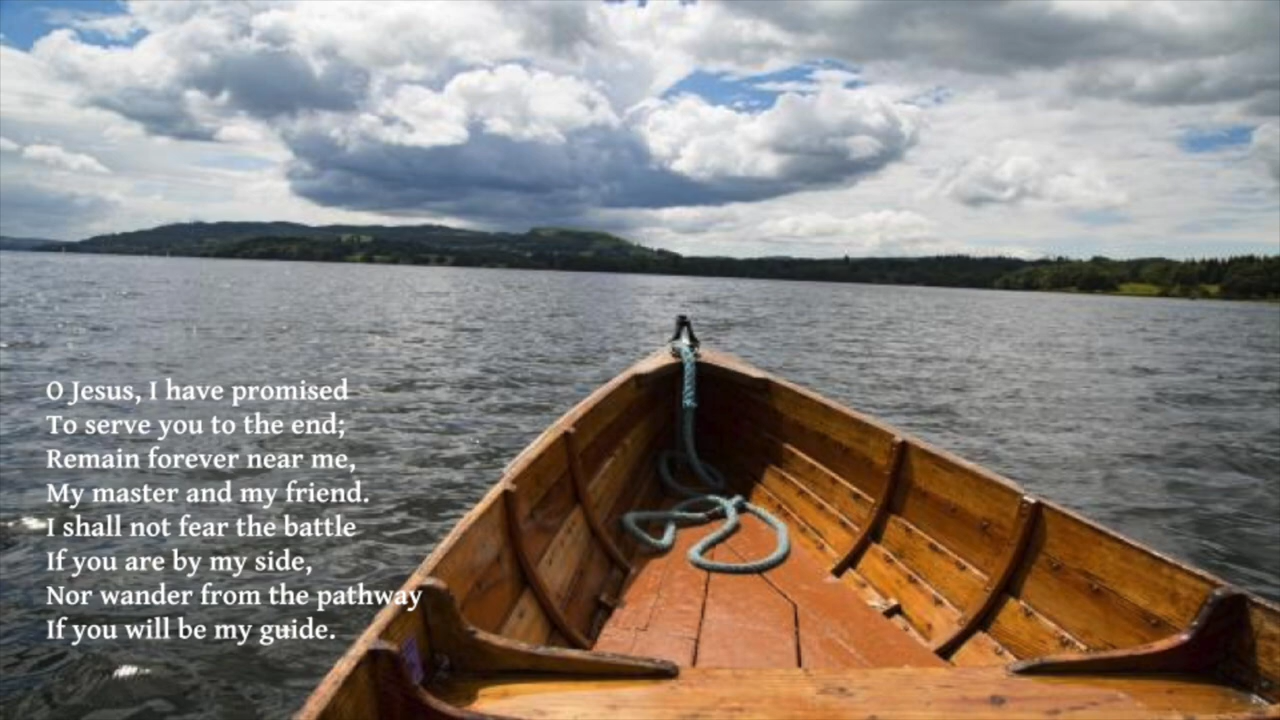 O Jesus, I have promised
To serve you to the end;
Remain forever near me,
My master and my friend.
I shall not fear the battle
If you are by my side,
Nor wander from the pathway
If you will be my guide.